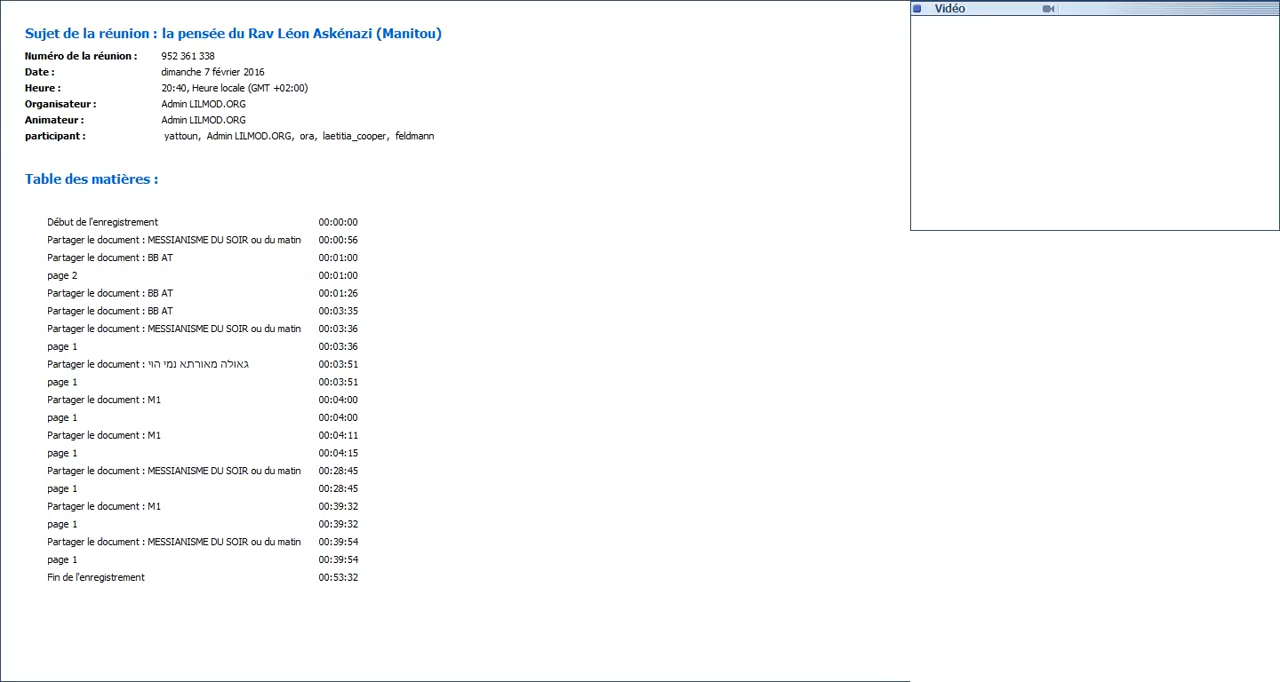 Sujet de la réunion : la pensée du Rav Léon Askénazi (Manitou)
Numéro de la réunion : 952 361 338
Date : dimanche 7 février 2016
Heure : 20:40, Heure locale (GMT +02:00)
Organisateur : Admin LILMOD.ORG
Animateur : Admin LILMOD.ORG
participant : yattoun, Admin LILMOD.ORG, ora, laetitia_cooper, feldmann
Table des matières :
Début de l'enregistrement 00:00:00
Partager le document : MESSIANISME DU SOIR ou du matin 00:00:56
Partager le document : BB AT 00:01:00
page 2 00:01:00
Partager le document : BB AT 00:01:26
Partager le document : BB AT 00:03:35
Partager le document : MESSIANISME DU SOIR ou du matin 00:03:36
page 1 00:03:36
Partager le document : גאולה מאורתא נמי הוי 00:03:51
page 1 00:03:51
Partager le document : M1 00:04:00
page 1 00:04:00
Partager le document : M1 00:04:11
page 1 00:04:15
Partager le document : MESSIANISME DU SOIR ou du matin 00:28:45
page 1 00:28:45
Partager le document : M1 00:39:32
page 1 00:39:32
Partager le document : MESSIANISME DU SOIR ou du matin 00:39:54
page 1 00:39:54
Fin de l'enregistrement 00:53:32
Vidéo